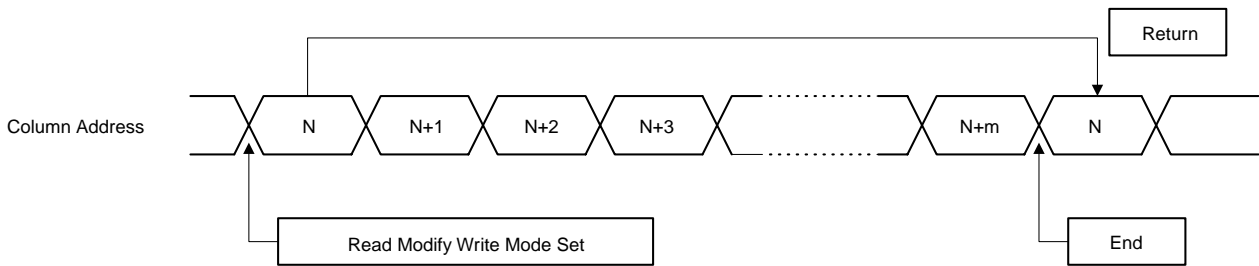 Return
Column Address
N
N+1
N+2
N+3
N+m
N
Read Modify Write Mode Set
End